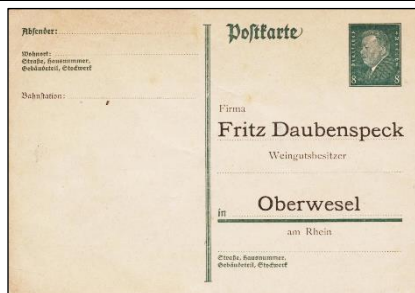 Absender:
Wohnort:
Straße, Hausnummer,
Gebäudeteil, Stockwerk
Bahnstation:
Postkarte
8 8
Firma
Fritz Daubenspeck
Weingutsbesitzer
in Oberwesel
am Rhein
Straße, Hausnummer,
Gebäudeteil, Stockwerk